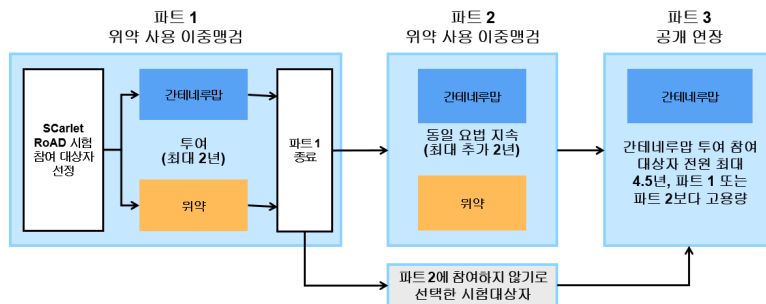 파트 1
위약 사용 이중맹검
SCarlet
RoAD 시험
참여 대상자
선정
간테네루맙
투여
(최대 2년)
위약
파트 1
종료
파트 2
위약 사용 이중맹검
간테네루맙
동일 요법 지속
(최대 추가 2년)
위약
파트 3
공개 연장
간테네루맙
간테네루맙 투여 참여
대상자 전원 최대
4.5년, 파트 1 또는
파트 2보다 고용량
파트 2에 참여하지 않기로
선택한 시험대상자